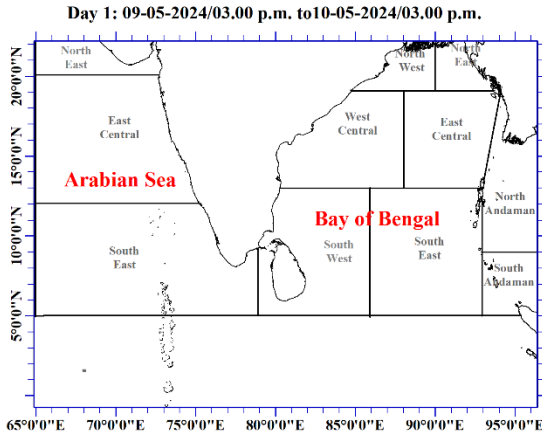 Day 1: 09-05-2024/03.00 p.m. to10-05-2024/03.00 p.m.
North
East
North
West
North
East
20°0'0"N
East
Central
West
Central
East
Central
15°0'0"N
Arabian Sea
North
Andaman
Bay of Bengal
10°0'0"N
South
East
South
West
South
East
South
Andaman
5°0'0"N
65°0'0"E 70°0'0"E 75°0'0"E 80°0'0"E 85°0'0"E 90°0'0"E 95°0'0"E